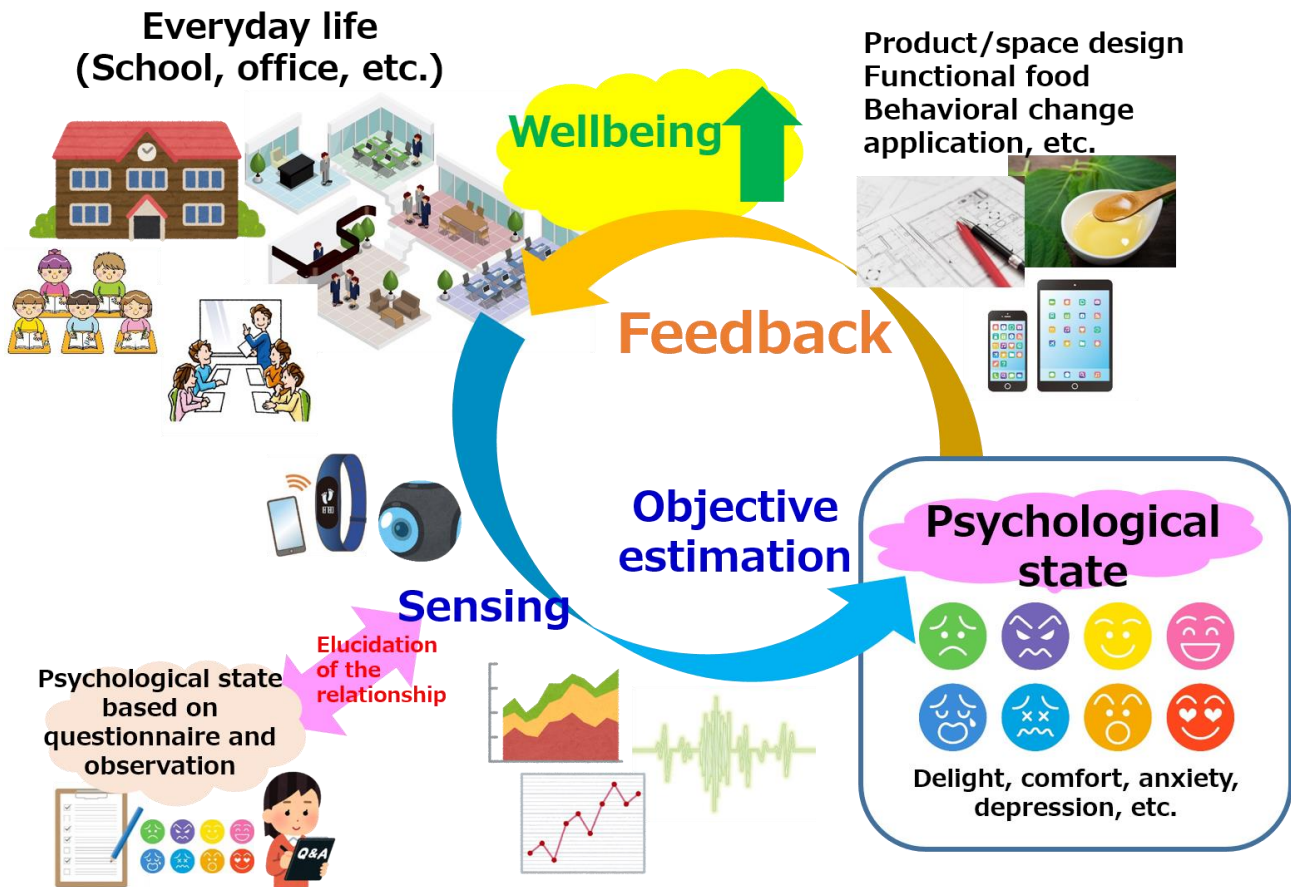 Everyday life
(School, office, etc.)
Wellbeing
Product/space design
Functional food
Behavioral change
application, etc.
Feedback
Objective
estimation
Psychological
state
Sensing
Elucidation
of the
relationship
Psychological state
based on
questionnaire and
observation
Q&A
Delight, comfort, anxiety,
depression, etc.